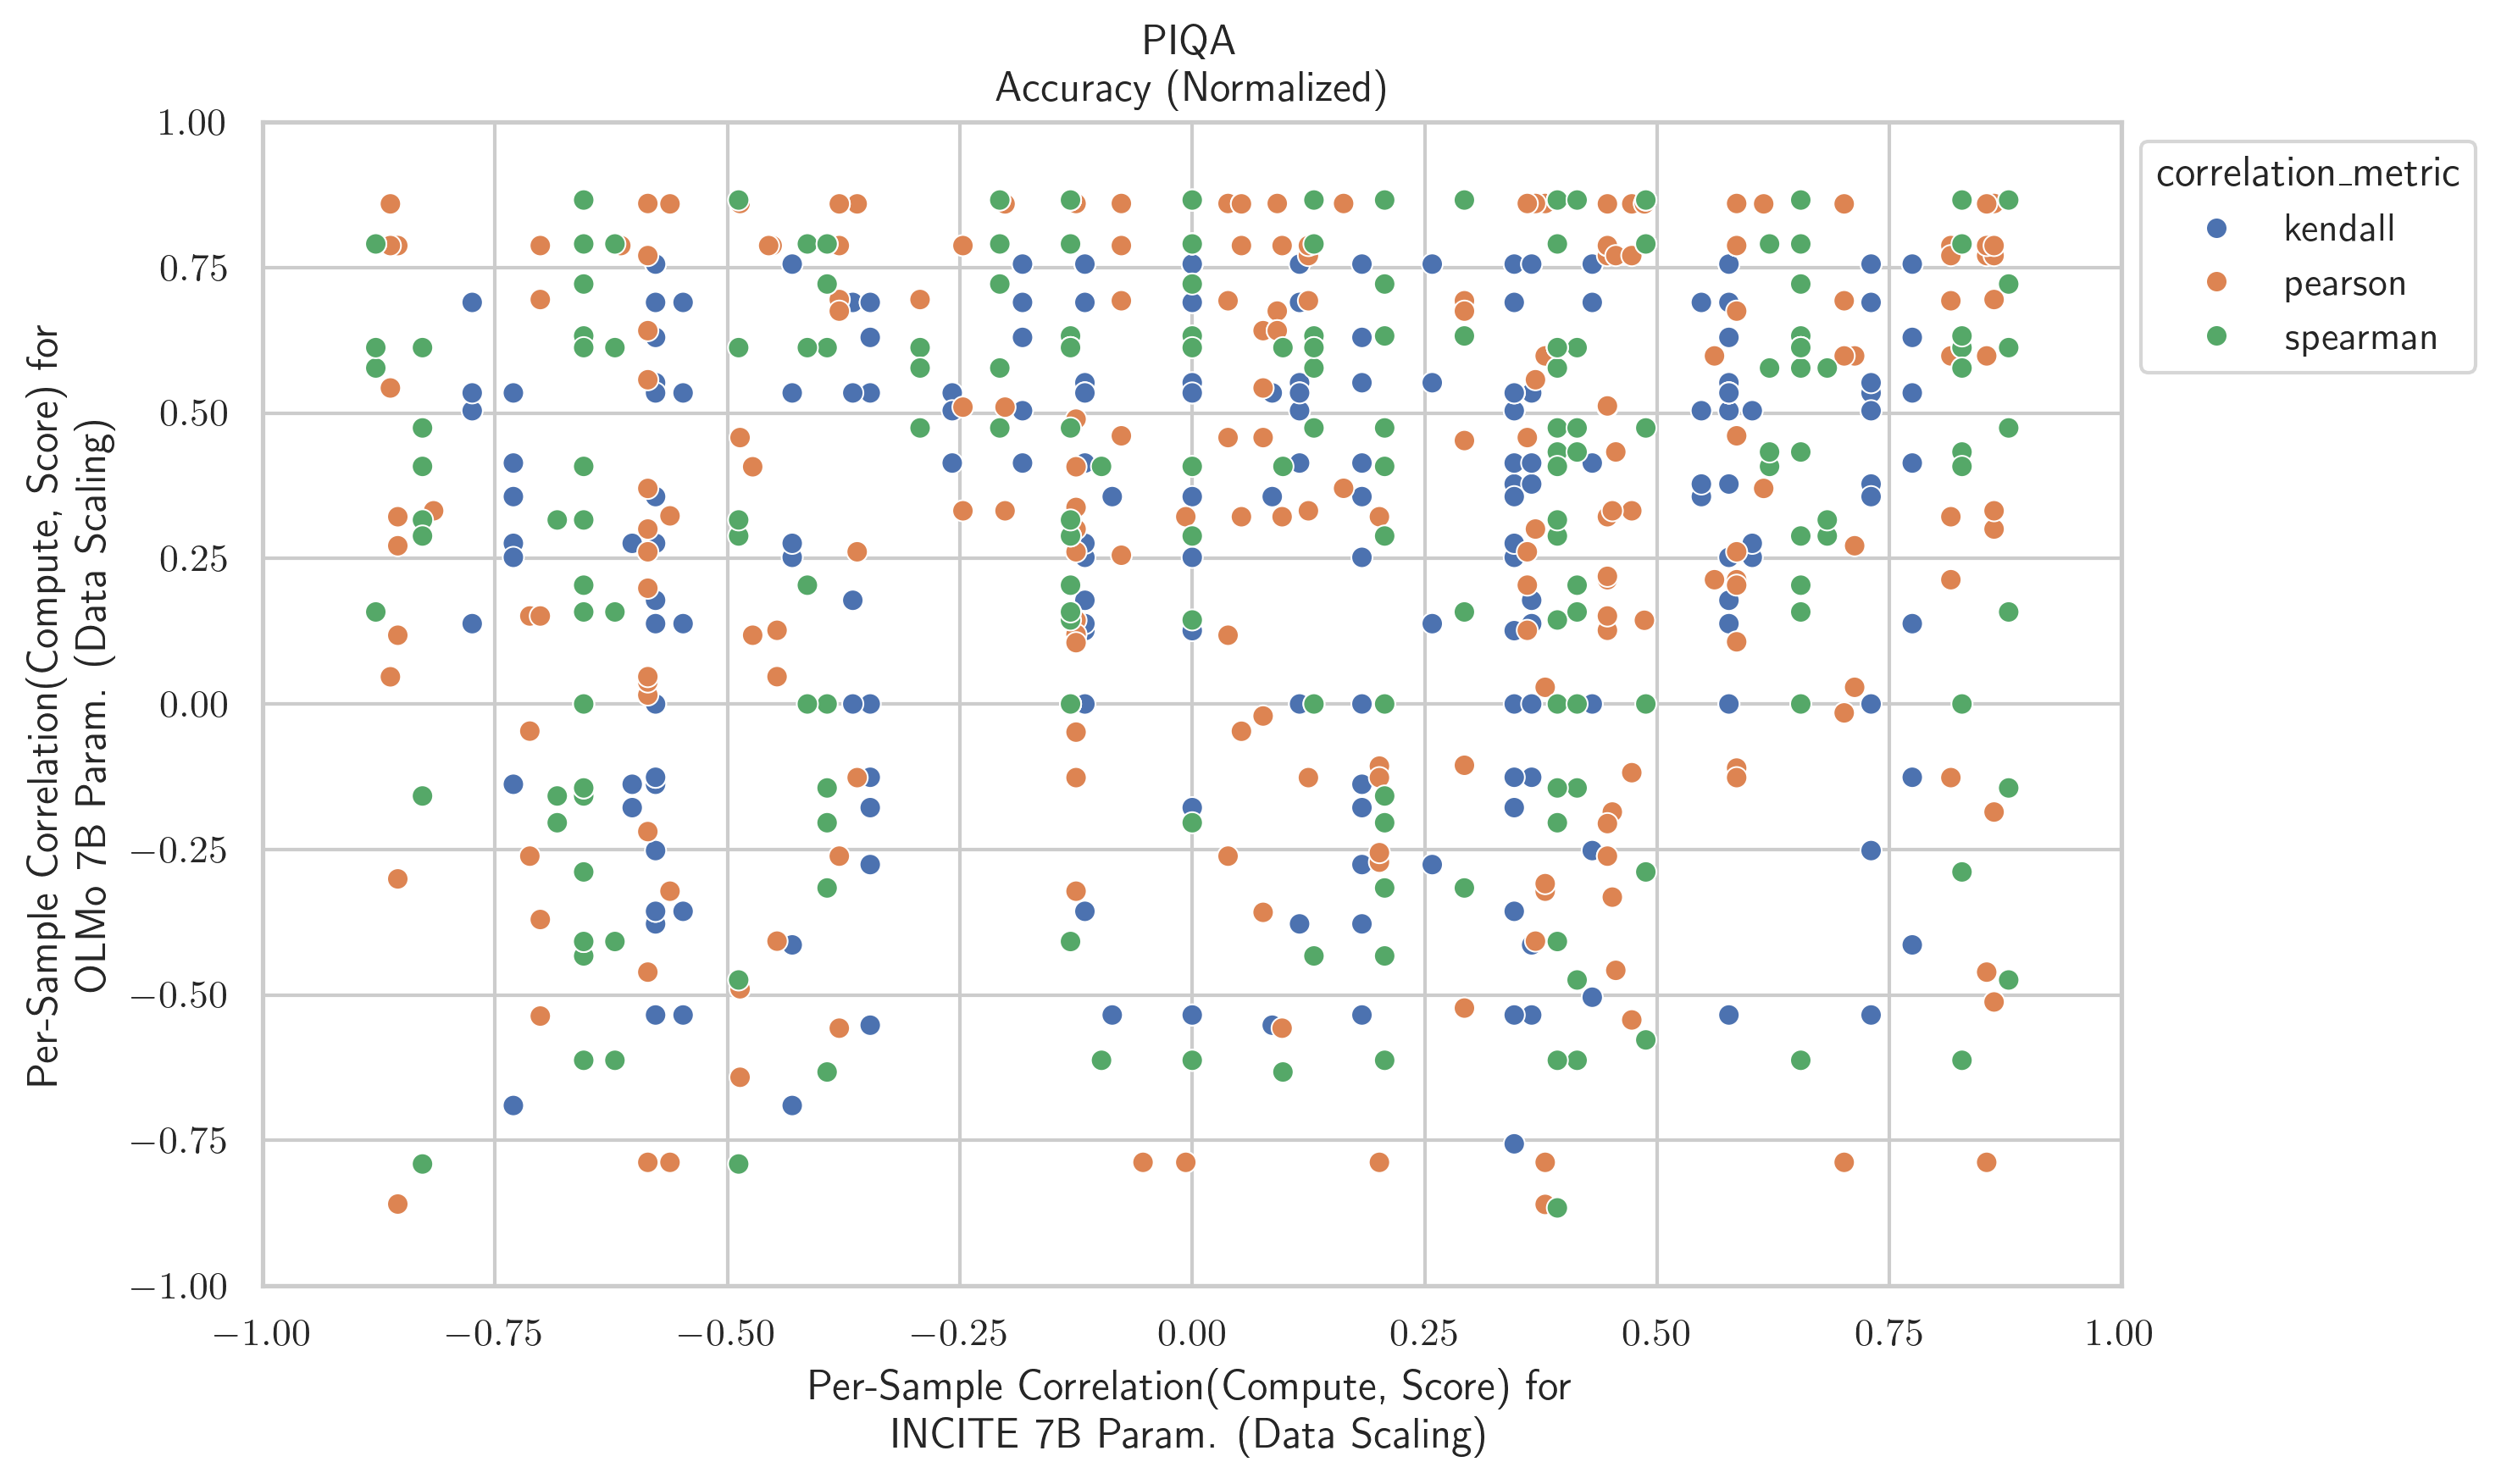 PIQA
Accuracy (Normalized)
1.00
0.75
0.50
0.25
0.00
−0.25
−0.50
−0.75
−1.00
Per-Sample Correlation(Compute, Score) for
OLMo 7B Param. (Data Scaling)
correlation_metric
kendall
pearson
spearman
−1.00 −0.75 −0.50 −0.25 0.00 0.25 0.50 0.75 1.00
Per-Sample Correlation(Compute, Score) for
INCITE 7B Param. (Data Scaling)